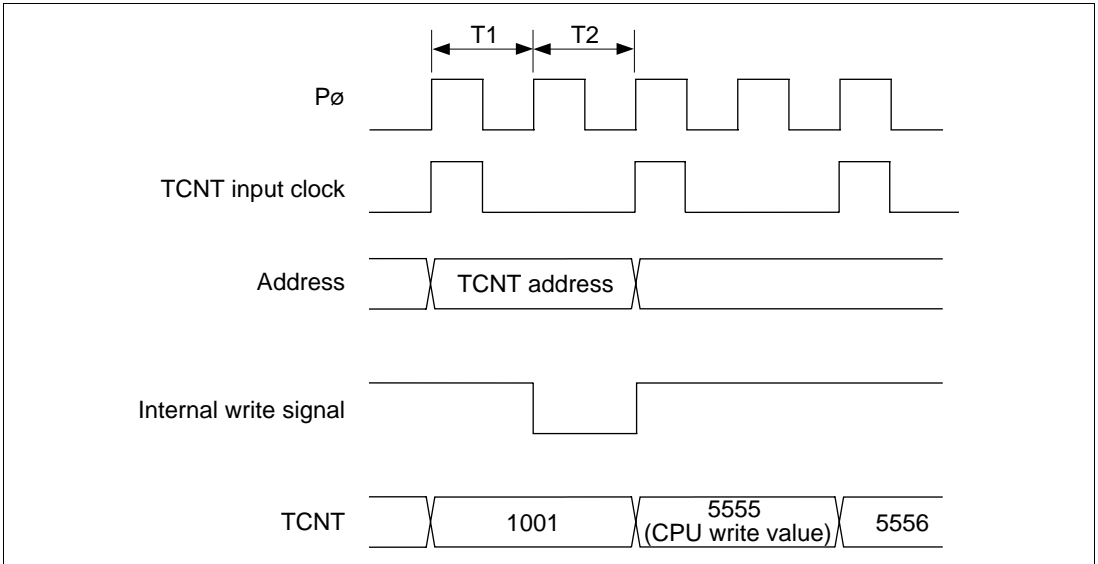 T1 T2
Pø
TCNT input clock
Address TCNT address
Internal write signal
TCNT 1001 5555 5556
(CPU write value)